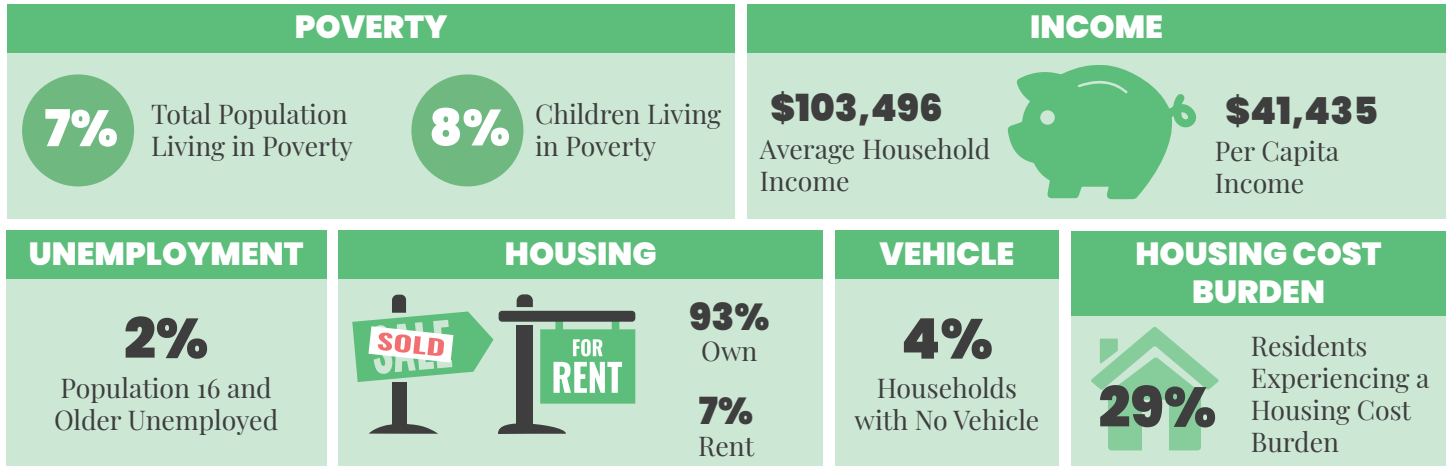 POVERTY
7%
Total Population
Living in Poverty
8%
Children Living
in Poverty
INCOME
$103,496
Average Household
Income
$41,435
Per Capita
Income
UNEMPLOYMENT
2%
Population 16 and
Older Unemployed
HOUSING
SALE
SOLD
FOR
RENT
93%
Own
7%
Rent
VEHICLE
4%
Households
with No Vehicle
HOUSING COST
BURDEN
29%
Residents
Experiencing a
Housing Cost
Burden